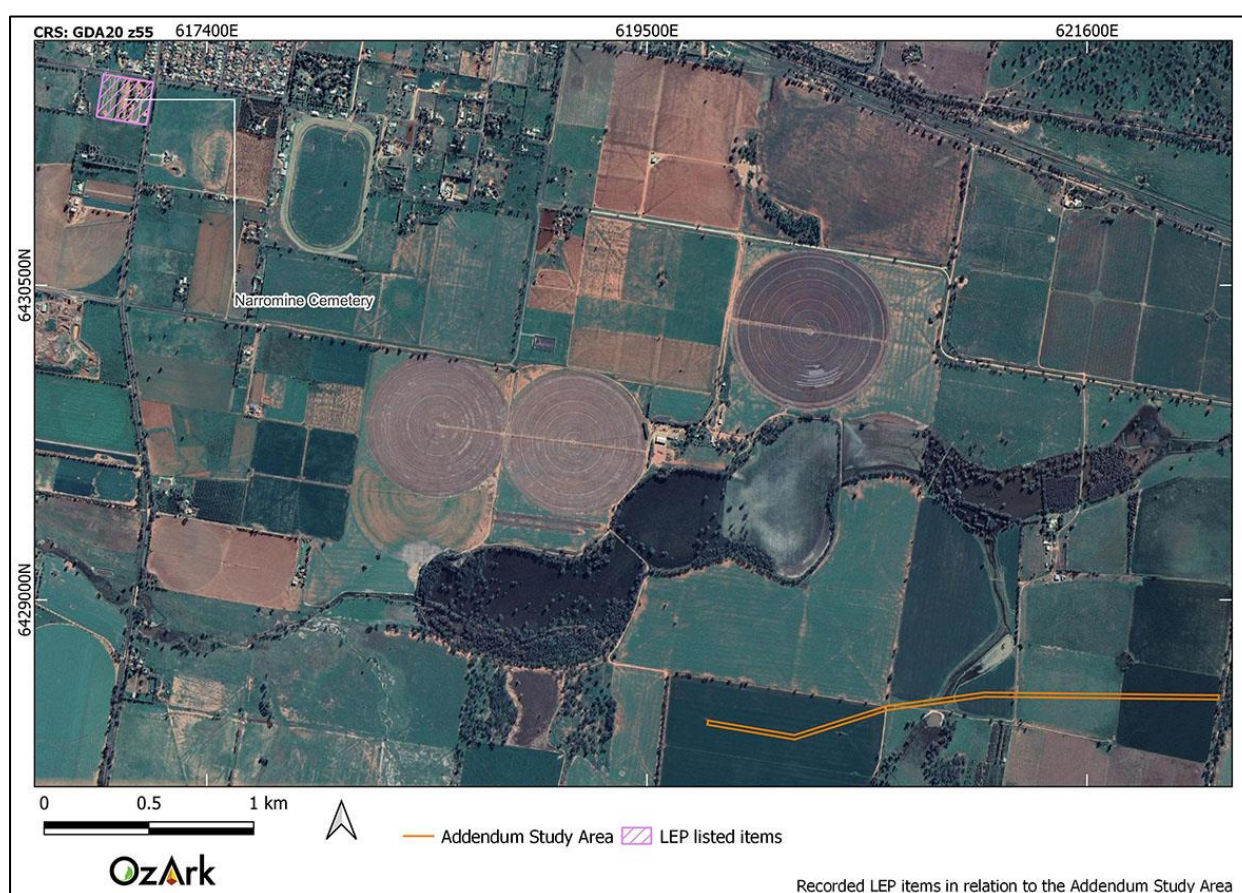 CRS: GDA20 z55 617400E 619500E 621600E
6430500N
Narromine Cemetery
6429000N
0 0.5 1 km
Addendum Study Area LEP listed items
OzArk
Recorded LEP items in relation to the Addendum Study Area